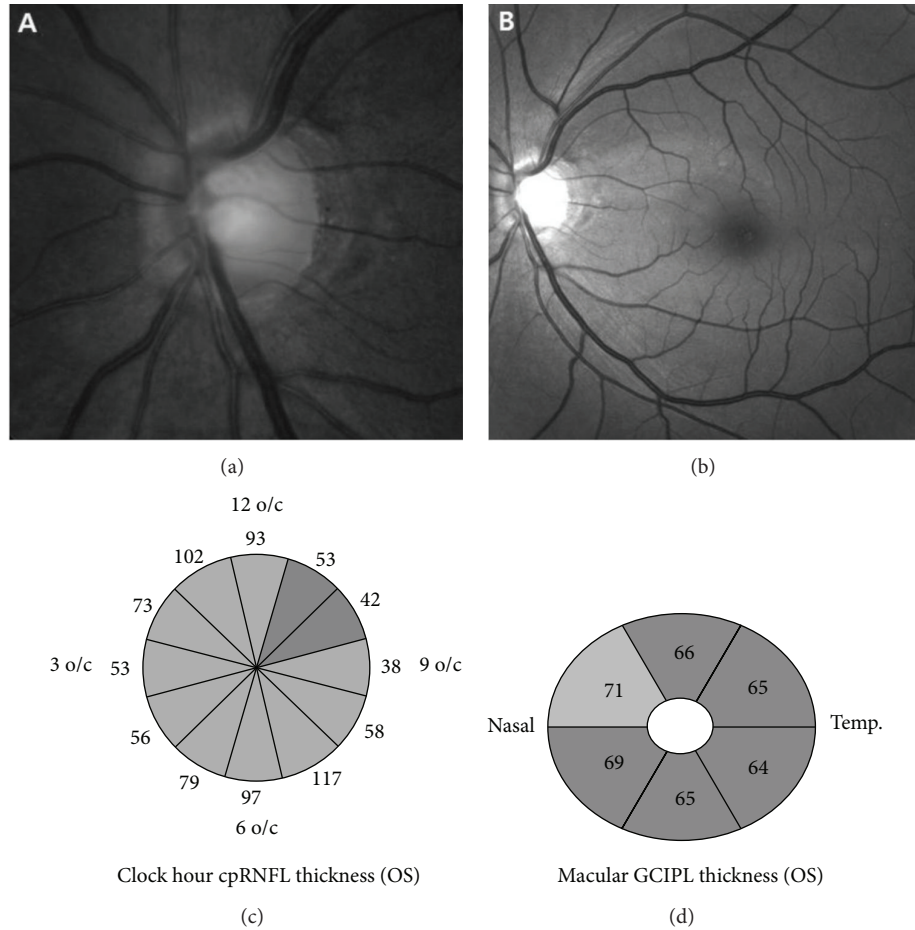 A
B
(a)
(b)
12 o/c
93
102
53
73
42
3 o/c
53
38
9 o/c
56
58
79
117
97
6 o/c
Clock hour cpRNFL thickness (OS)
(c)
66
71
65
Nasal
Temp.
69
64
65
Macular GCIPL thickness (OS)
(d)